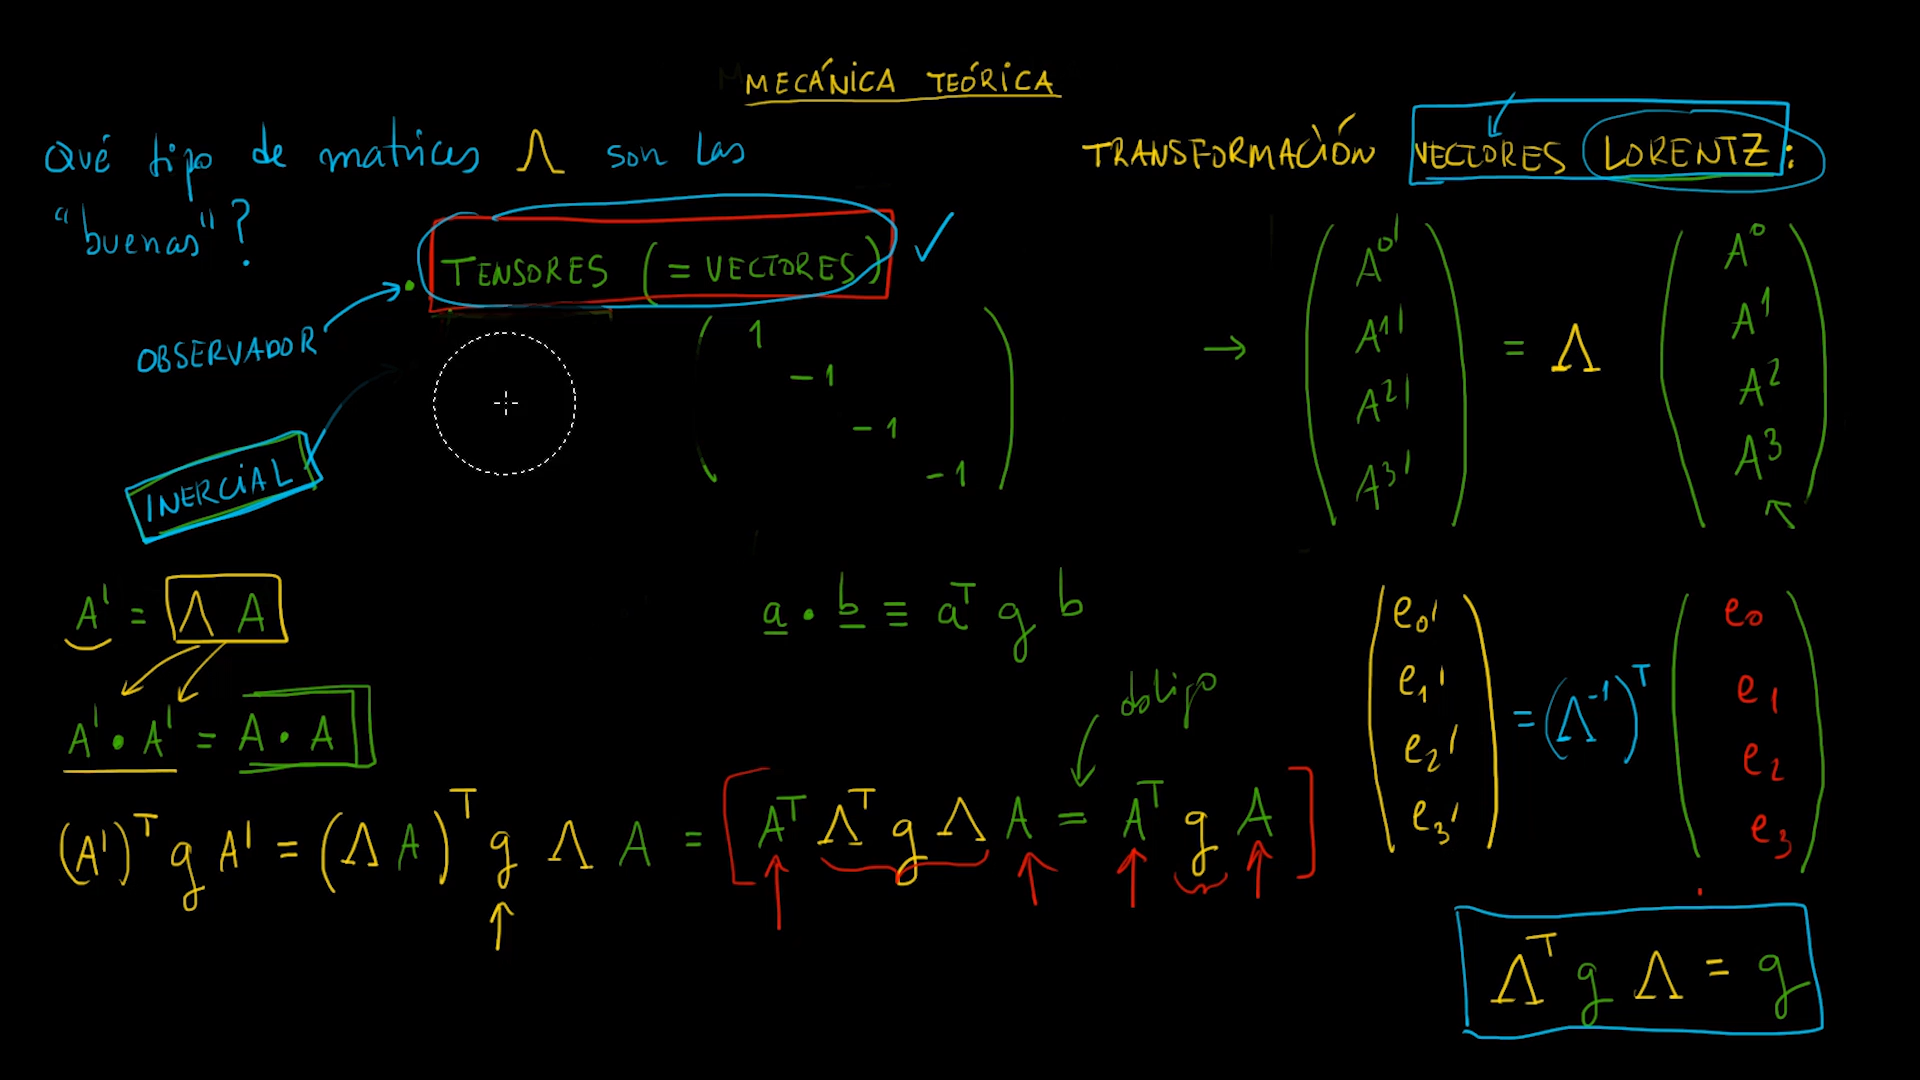 MECÁNICA TEÓRICA
Qué tipo de matrices Λ son las
"buenas"?
TENSORES (= VECTORES) ✓
OBSERVADOR
INERCIAL
( 1
-1
-1
-1 )
TRANSFORMACIÓN VECTORES LORENTZ:
→ ( A⁰' A¹' A²' A³' ) = Λ ( A⁰ A¹ A² A³ )
A' = Λ A
A' • A' = A • A
a • b ≡ aᵀ g b
obligo
(A')ᵀ g A' = (Λ A)ᵀ g Λ A = [ Aᵀ Λᵀ g Λ A = Aᵀ g A ]
( e₀' e₁' e₂' e₃' ) = (Λ⁻¹)ᵀ ( e₀ e₁ e₂ e₃ )
Λᵀ g Λ = g